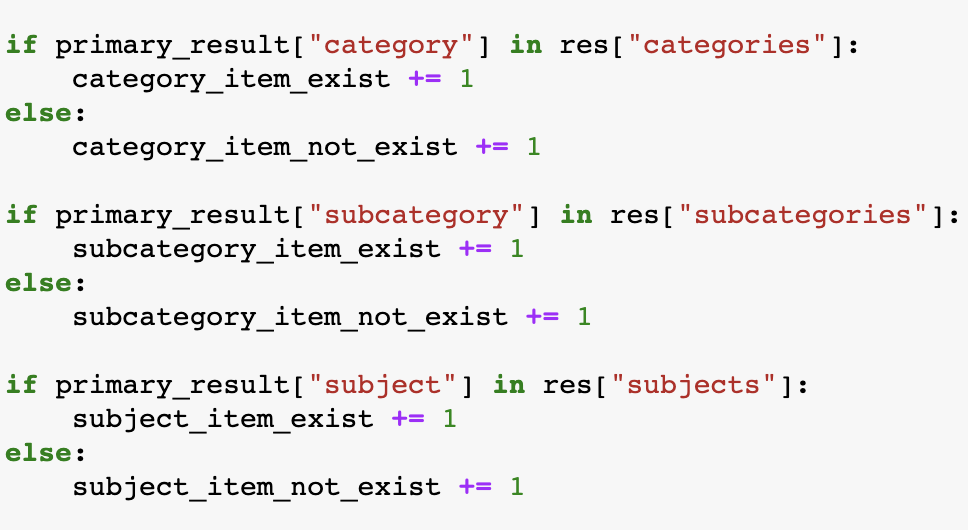 if primary_result["category"] in res["categories"]:
    category_item_exist += 1
else:
    category_item_not_exist += 1

if primary_result["subcategory"] in res["subcategories"]:
    subcategory_item_exist += 1
else:
    subcategory_item_not_exist += 1

if primary_result["subject"] in res["subjects"]:
    subject_item_exist += 1
else:
    subject_item_not_exist += 1